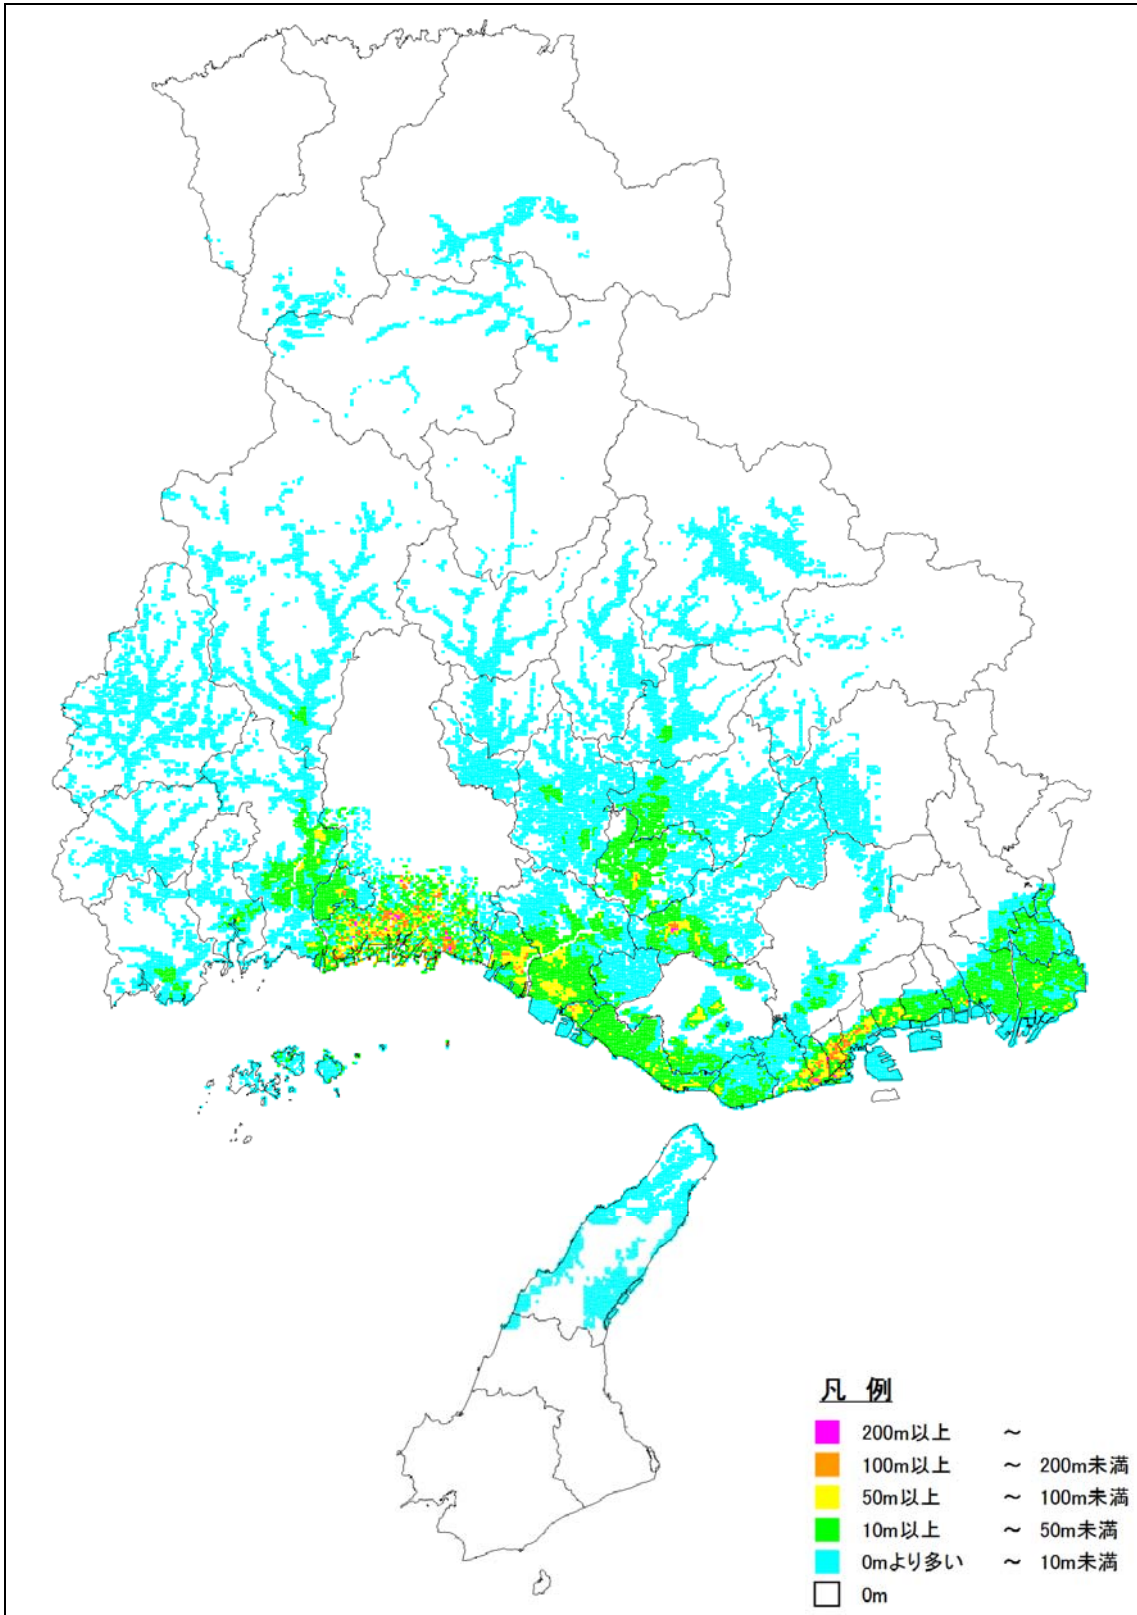 凡 例
200m以上 ～
100m以上 ～ 200m未満
50m以上 ～ 100m未満
10m以上 ～ 50m未満
0mより多い ～ 10m未満
0m